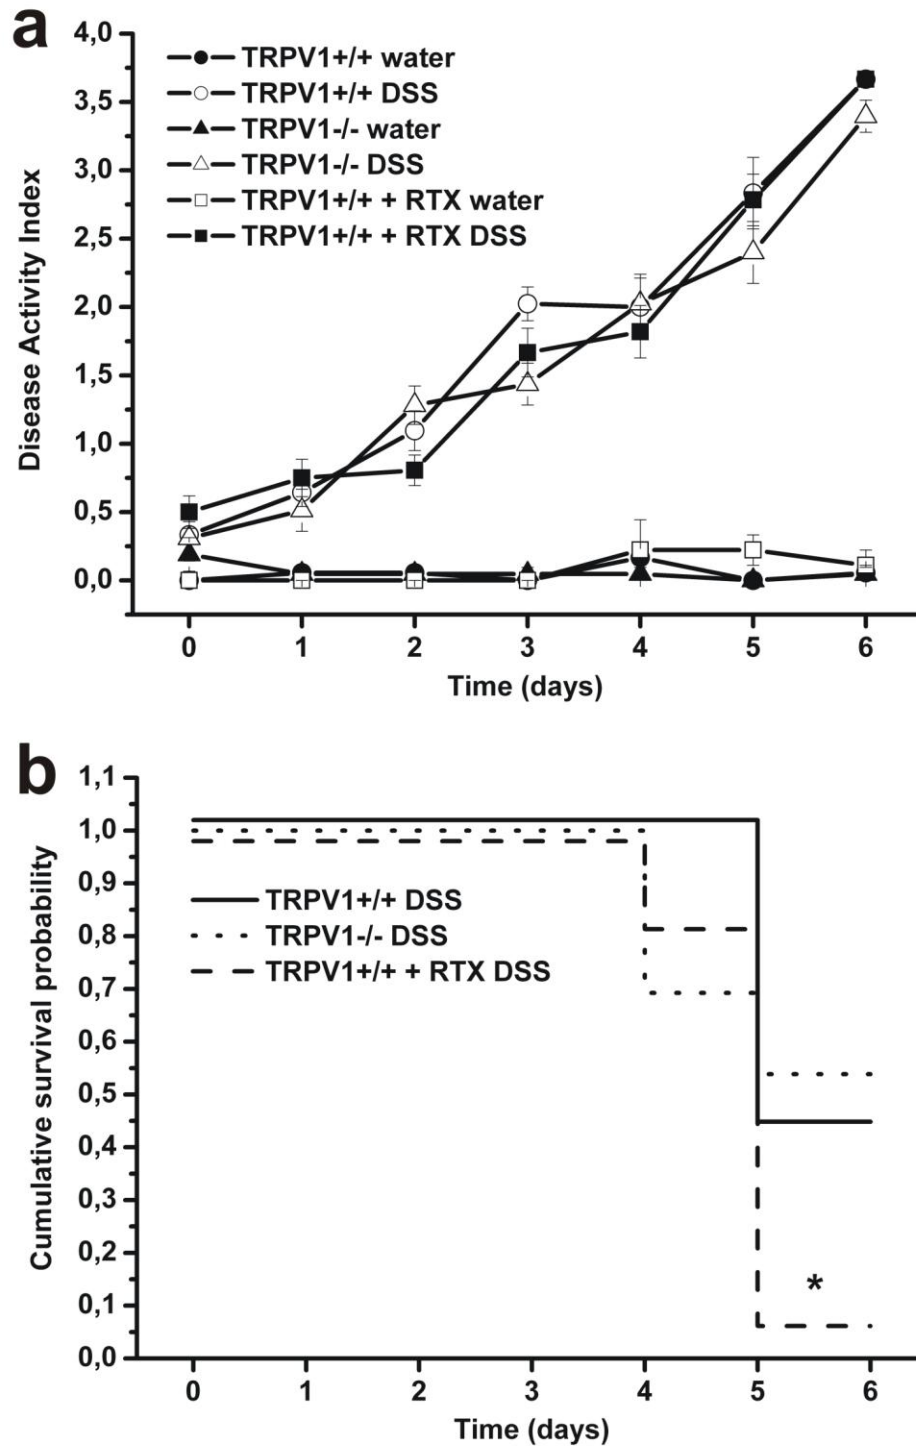 a
4,0
3,5
3,0
2,5
2,0
1,5
1,0
0,5
0,0
Disease Activity Index
TRPV1+/+ water
TRPV1+/+ DSS
TRPV1-/- water
TRPV1-/- DSS
TRPV1+/+ + RTX water
TRPV1+/+ + RTX DSS
0 1 2 3 4 5 6
Time (days)
b
1,1
1,0
0,9
0,8
0,7
0,6
0,5
0,4
0,3
0,2
0,1
0,0
Cumulative survival probability
TRPV1+/+ DSS
TRPV1-/- DSS
TRPV1+/+ + RTX DSS
*
0 1 2 3 4 5 6
Time (days)